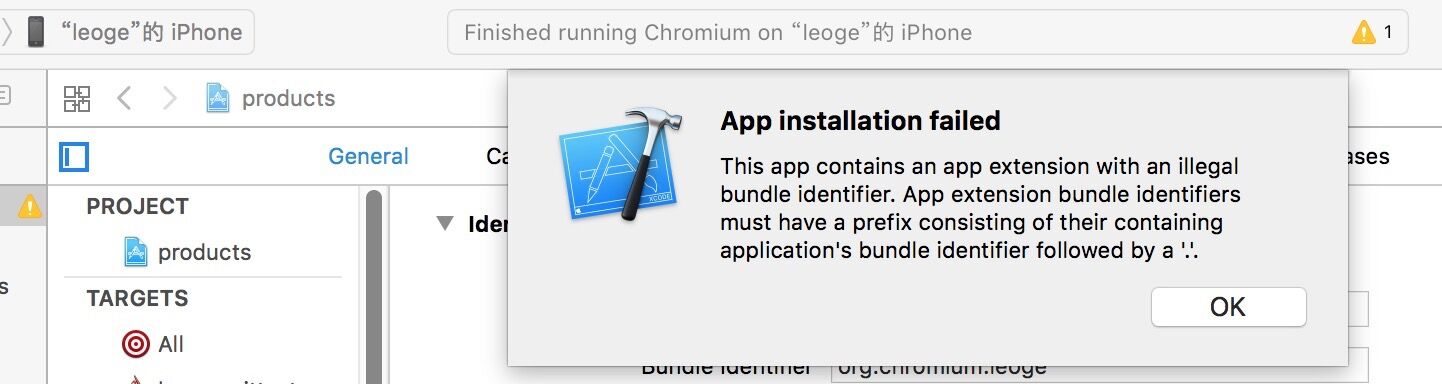 “leoge”的 iPhone
Finished running Chromium on “leoge”的 iPhone
1
products
App installation failed
This app contains an app extension with an illegal
bundle identifier. App extension bundle identifiers
must have a prefix consisting of their containing
application's bundle identifier followed by a '.'.
OK
General
Ca
ases
PROJECT
products
TARGETS
All
Iden
s
XCODE
Bundle Identifier
org.chromium.leoge